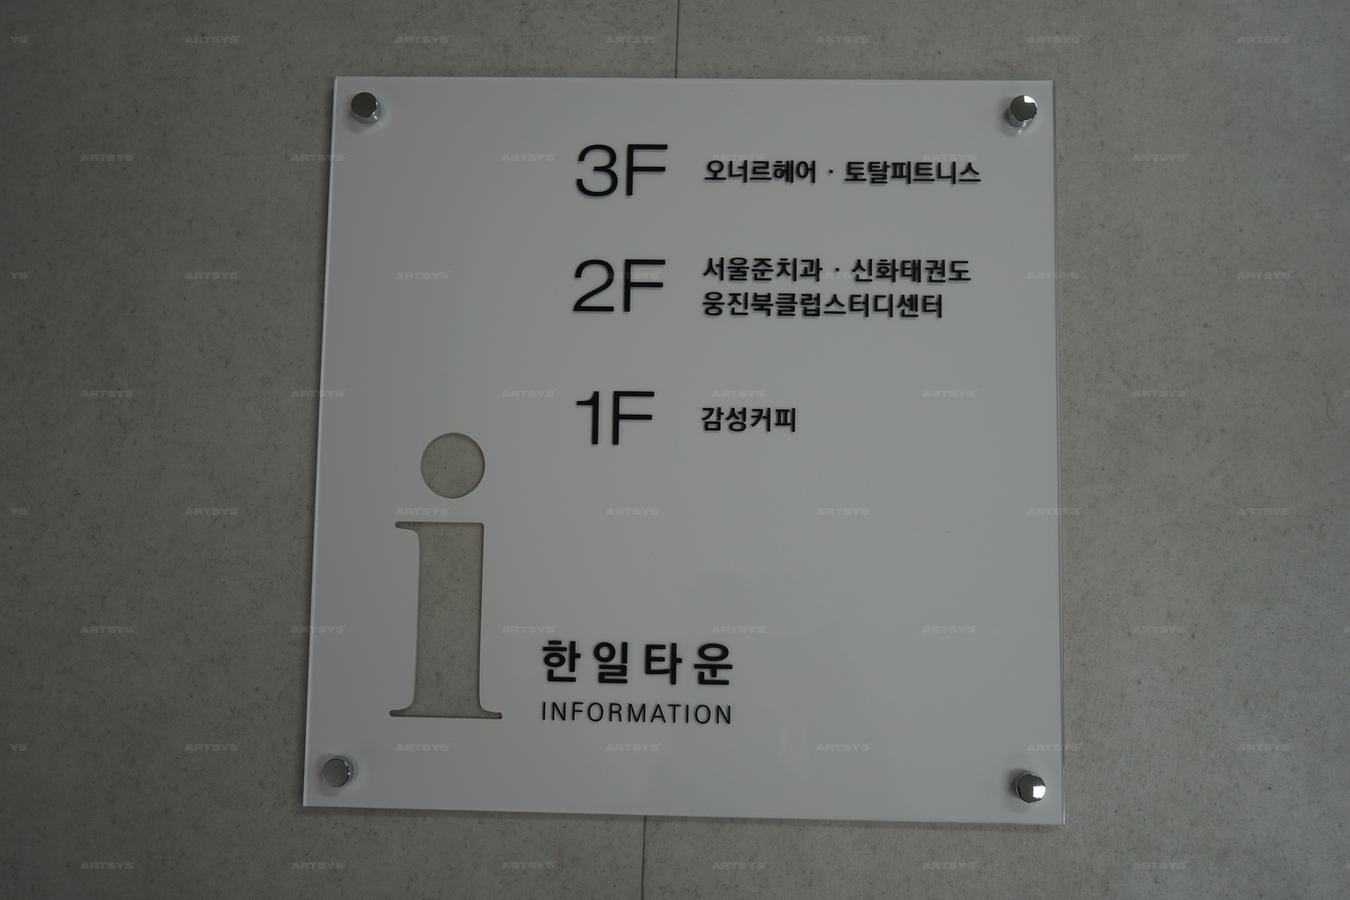 3F 오너르헤어 · 토탈피트니스
2F 서울준치과 · 신화태권도
웅진북클럽스터디센터
1F 감성커피
i
한일타운
INFORMATION
ARTSYS